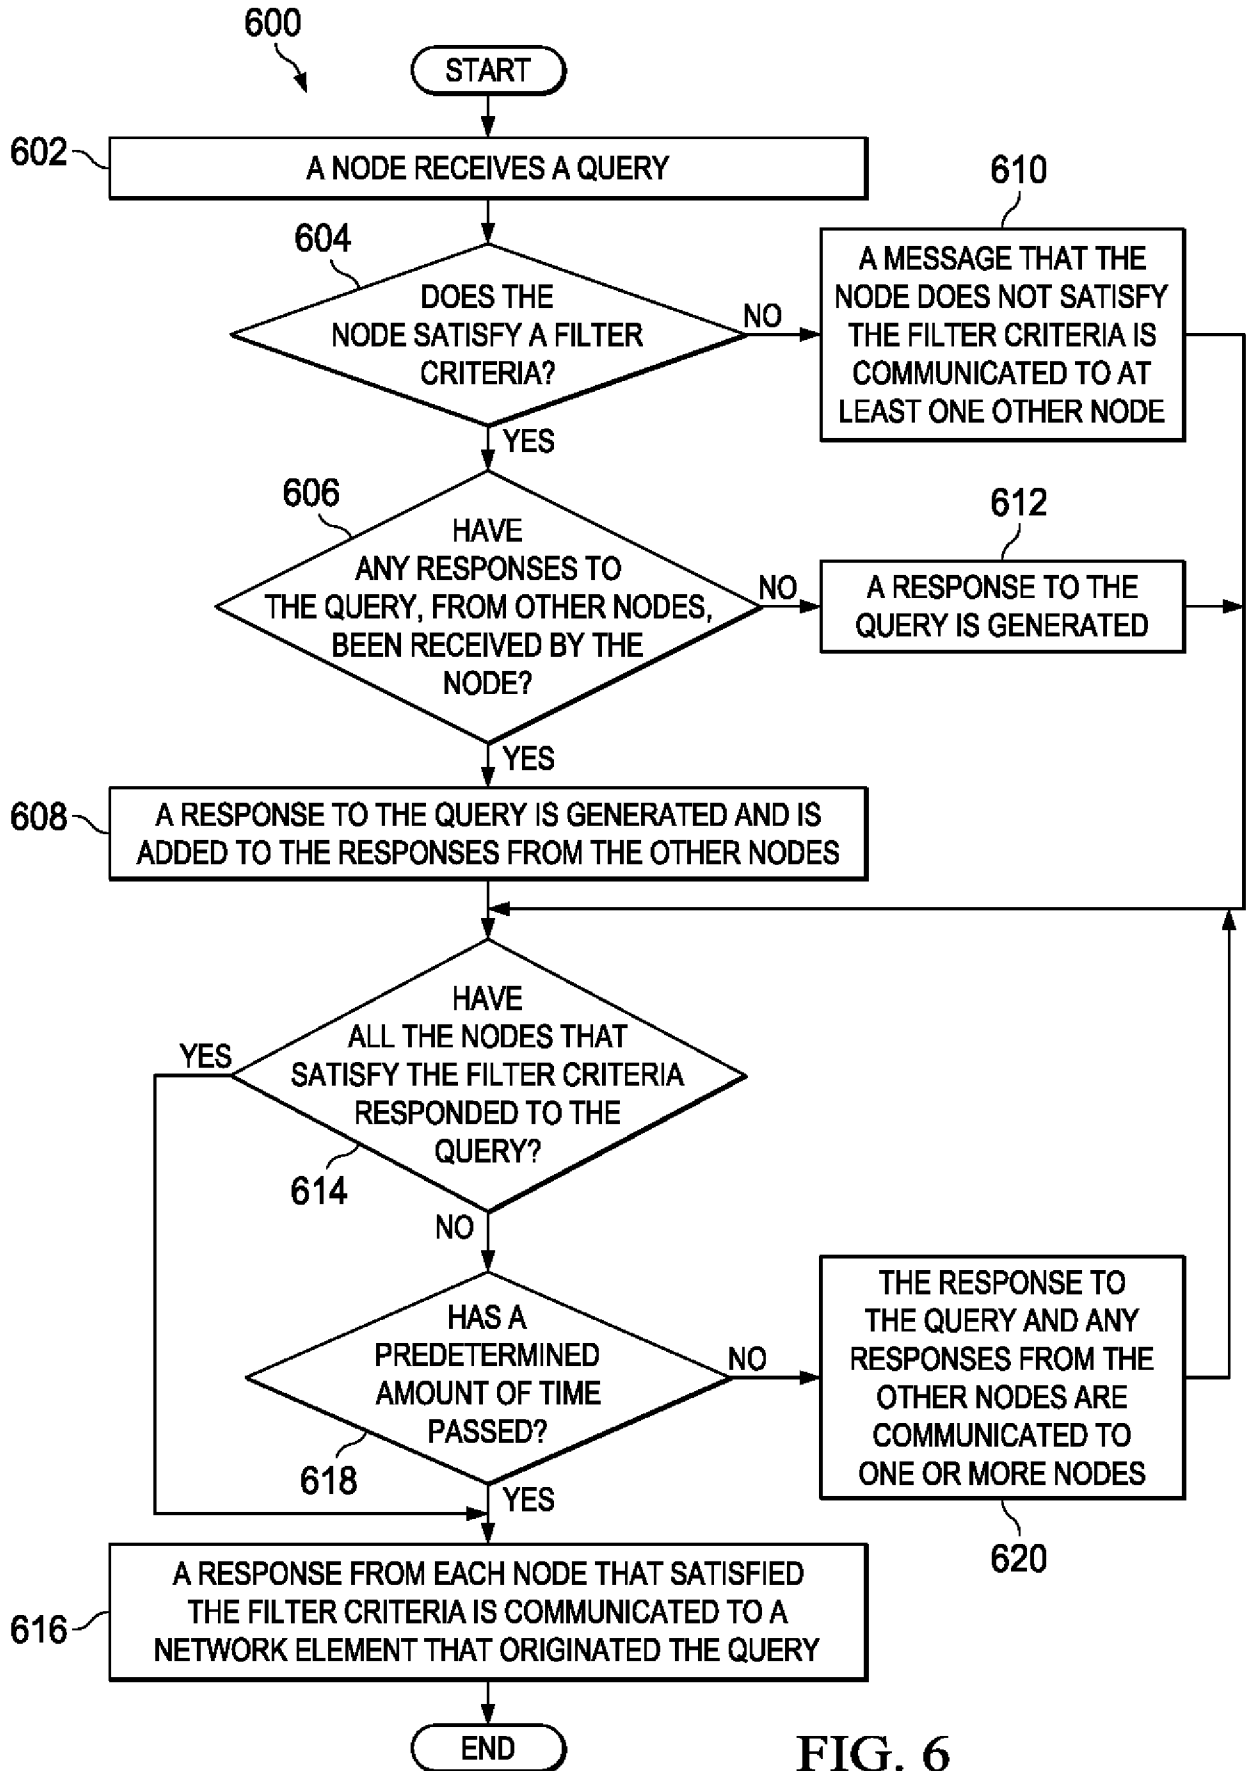 600
START
602
A NODE RECEIVES A QUERY
604
DOES THE
NODE SATISFY A FILTER
CRITERIA?
NO
YES
610
A MESSAGE THAT THE
NODE DOES NOT SATISFY
THE FILTER CRITERIA IS
COMMUNICATED TO AT
LEAST ONE OTHER NODE
606
HAVE
ANY RESPONSES TO
THE QUERY, FROM OTHER NODES,
BEEN RECEIVED BY THE
NODE?
NO
YES
612
A RESPONSE TO THE
QUERY IS GENERATED
608
A RESPONSE TO THE QUERY IS GENERATED AND IS
ADDED TO THE RESPONSES FROM THE OTHER NODES
HAVE
ALL THE NODES THAT
SATISFY THE FILTER CRITERIA
RESPONDED TO THE
QUERY?
YES
614
NO
HAS A
PREDETERMINED
AMOUNT OF TIME
PASSED?
NO
618
YES
THE RESPONSE TO
THE QUERY AND ANY
RESPONSES FROM THE
OTHER NODES ARE
COMMUNICATED TO
ONE OR MORE NODES
620
616
A RESPONSE FROM EACH NODE THAT SATISFIED
THE FILTER CRITERIA IS COMMUNICATED TO A
NETWORK ELEMENT THAT ORIGINATED THE QUERY
END
FIG. 6